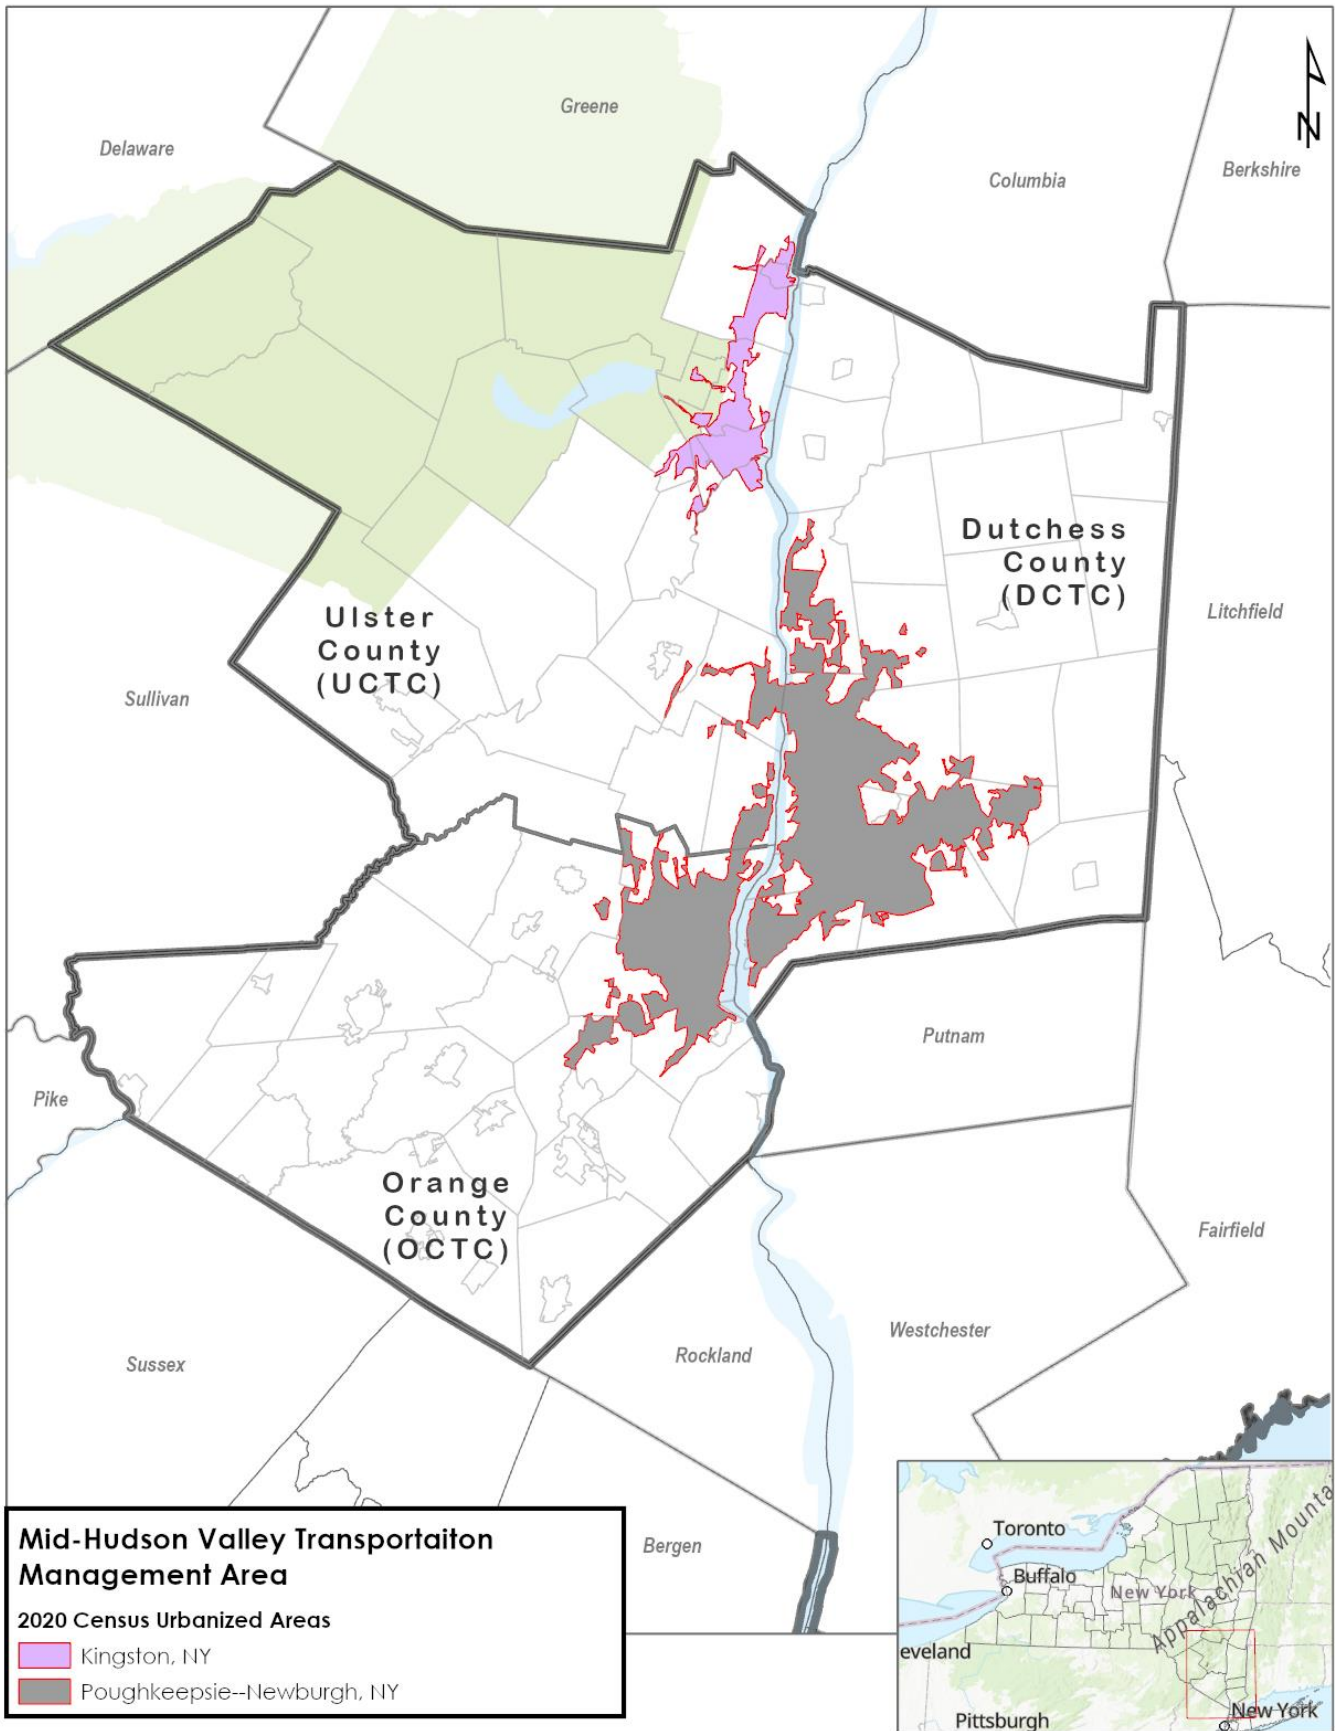 Greene
Delaware
Columbia
Berkshire
N
Dutchess
County
(DCTC)
Ulster
County
(UCTC)
Litchfield
Sullivan
Putnam
Pike
Orange
County
(OCTC)
Fairfield
Westchester
Rockland
Sussex
Bergen
Mid-Hudson Valley Transportaiton
Management Area
2020 Census Urbanized Areas
Kingston, NY
Poughkeepsie--Newburgh, NY
Toronto
Buffalo
New York
Appalachian Mounta
eveland
New York
Pittsburgh